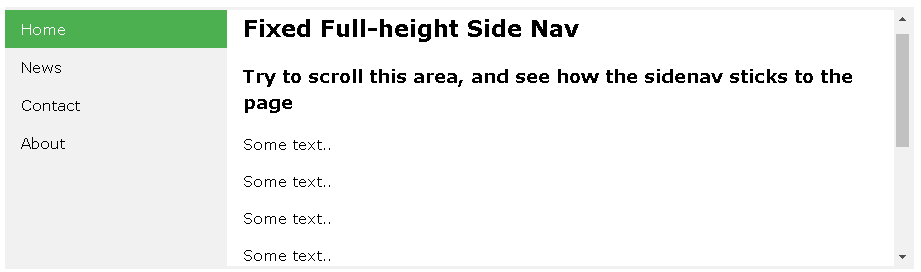 Home
News
Contact
About
Fixed Full-height Side Nav
Try to scroll this area, and see how the sidenav sticks to the
page
Some text..
Some text..
Some text..
Some text..